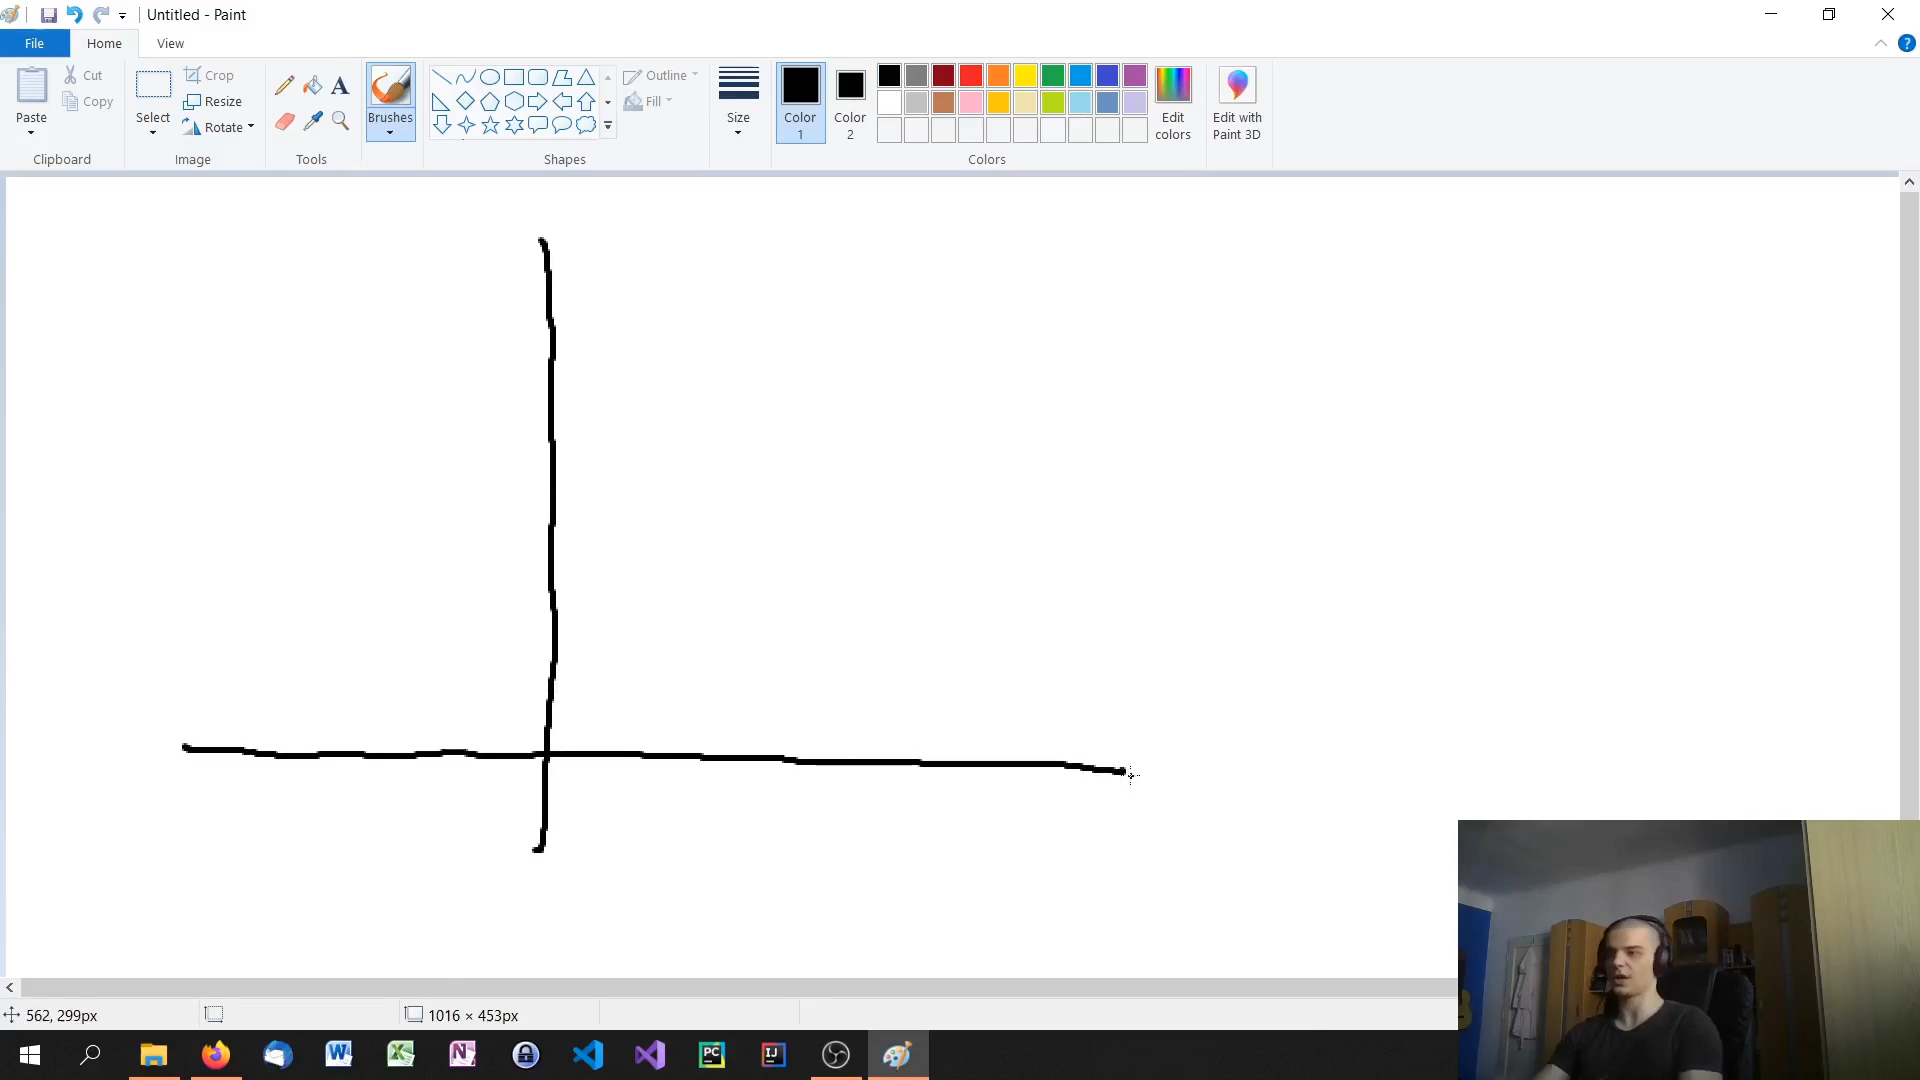 Untitled - Paint
File
Home
View
Paste
Cut
Copy
Clipboard
Select
Crop
Resize
Rotate
Image
Tools
Brushes
Outline
Fill
Shapes
Size
Color
1
Color
2
Edit
colors
Colors
Edit with
Paint 3D
562, 299px
1016 × 453px